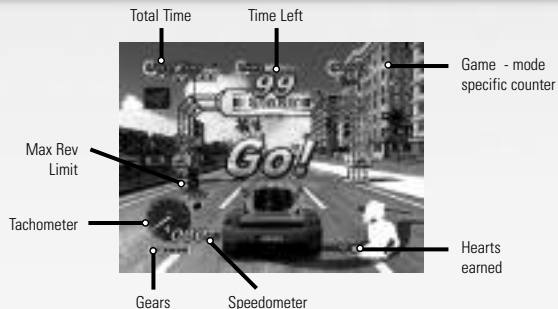 Total Time
Time Left
Game - mode
specific counter
99
Go!
Max Rev
Limit
Tachometer
Hearts
earned
Gears
Speedometer